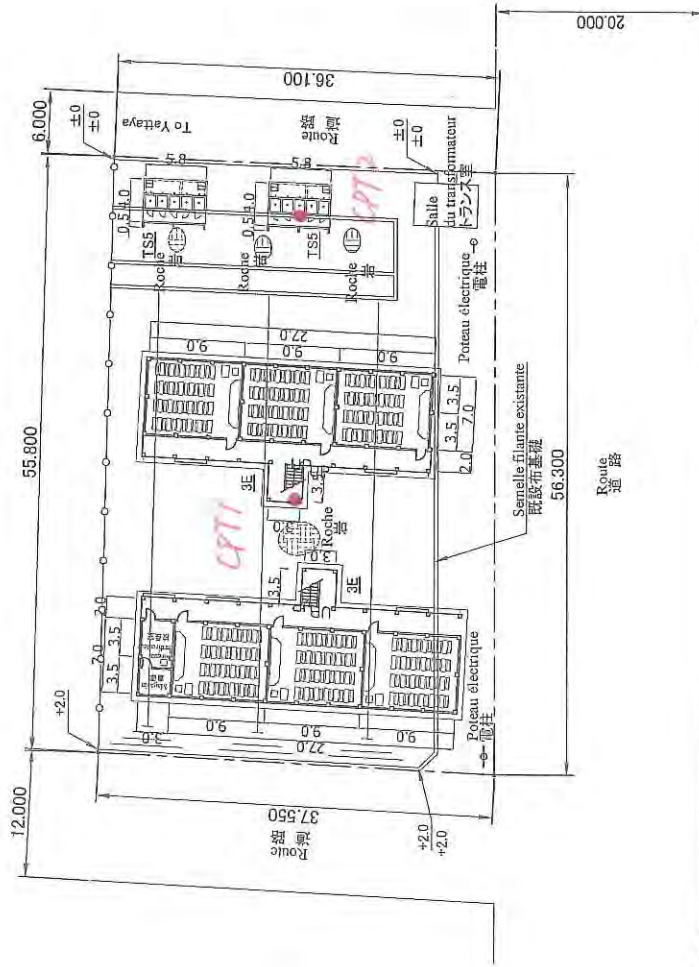 20.000
36.100
6.000
±0
±0
To Yattaya
Route
道路
±0
±0
5.8
0.5
4.0
TS5
5.8
0.5
4.0
TS5
CPT2
Roche
岩
Roche
岩
Roche
岩
Salle
du transformateur
トランス室
Poteau électrique
電柱
55.800
27.0
9.0
9.0
9.0
3.5
3.5
7.0
2.0
3E
3.5
CPT1
Roche
岩
3.0
3.5
3E
Semelle filante existante
既設布基礎
56.300
Route
道路
2.0
3.5
3.5
7.0
+2.0
3.0
9.0
9.0
9.0
27.0
Poteau électrique
電柱
12.000
37.550
Route
道路
+2.0
+2.0